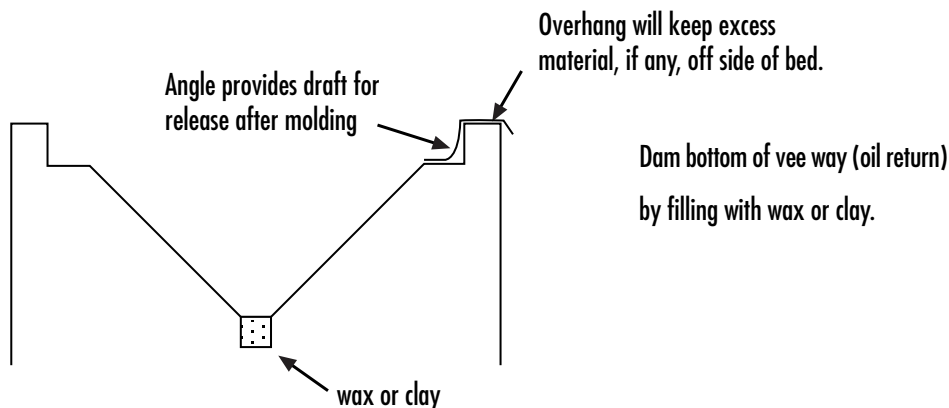 Overhang will keep excess
material, if any, off side of bed.
Angle provides draft for
release after molding
Dam bottom of vee way (oil return)
by filling with wax or clay.
wax or clay